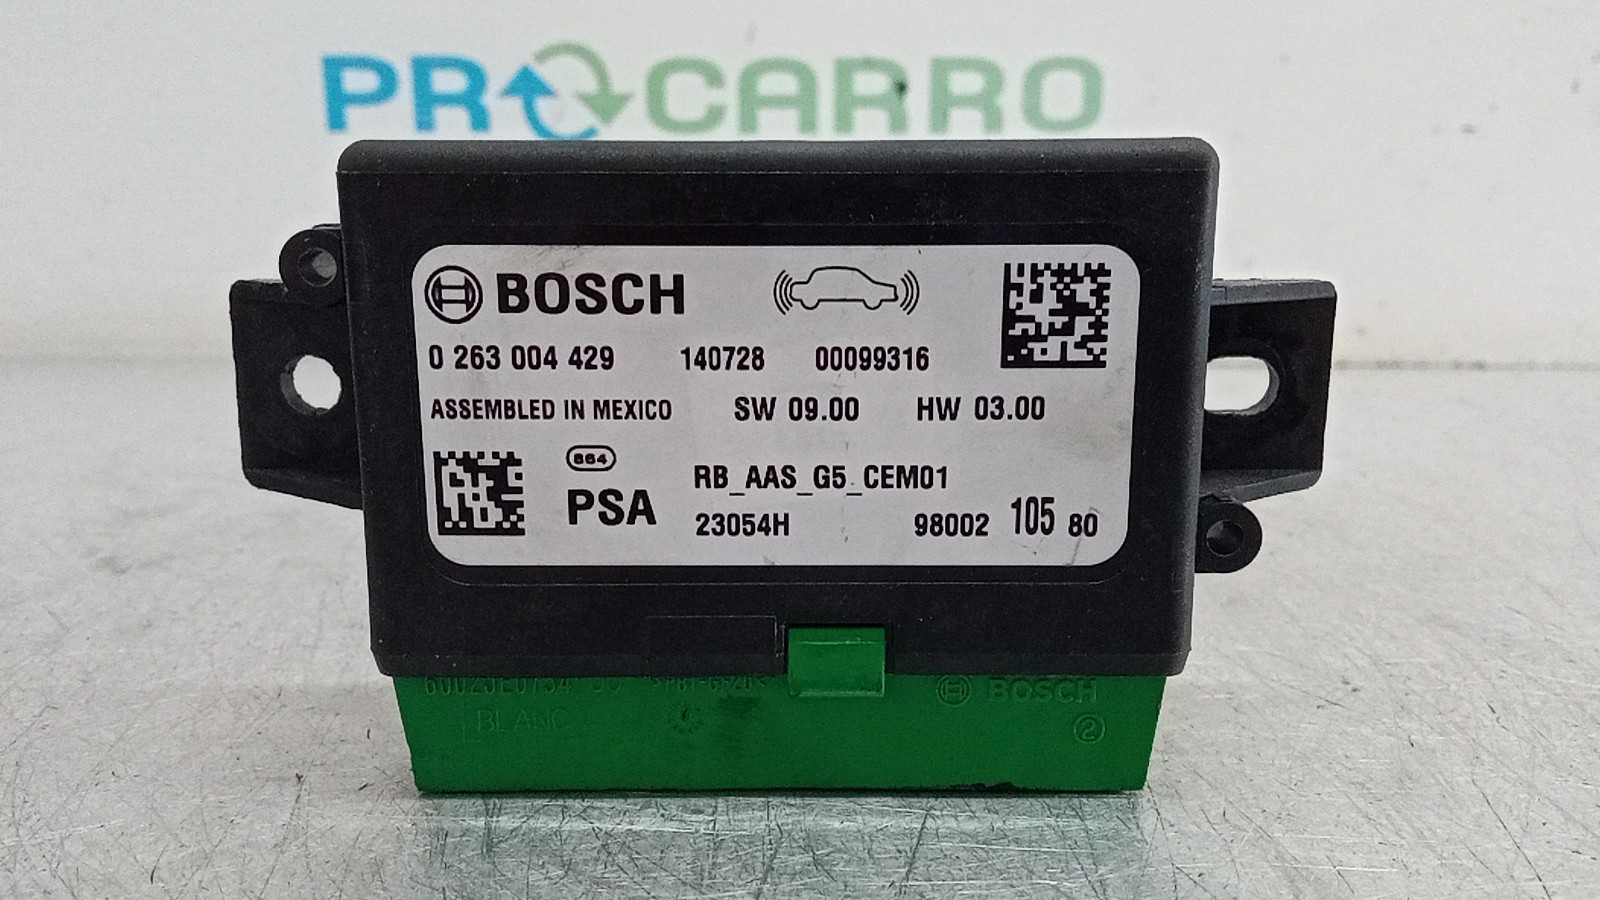 PROCARRO
BOSCH
0 263 004 429 140728 00099316
ASSEMBLED IN MEXICO SW 09.00 HW 03.00
864
PSA
RB_AAS_G5_CEM01
23054H 98002 105 80
BOSCH
BLANC
2